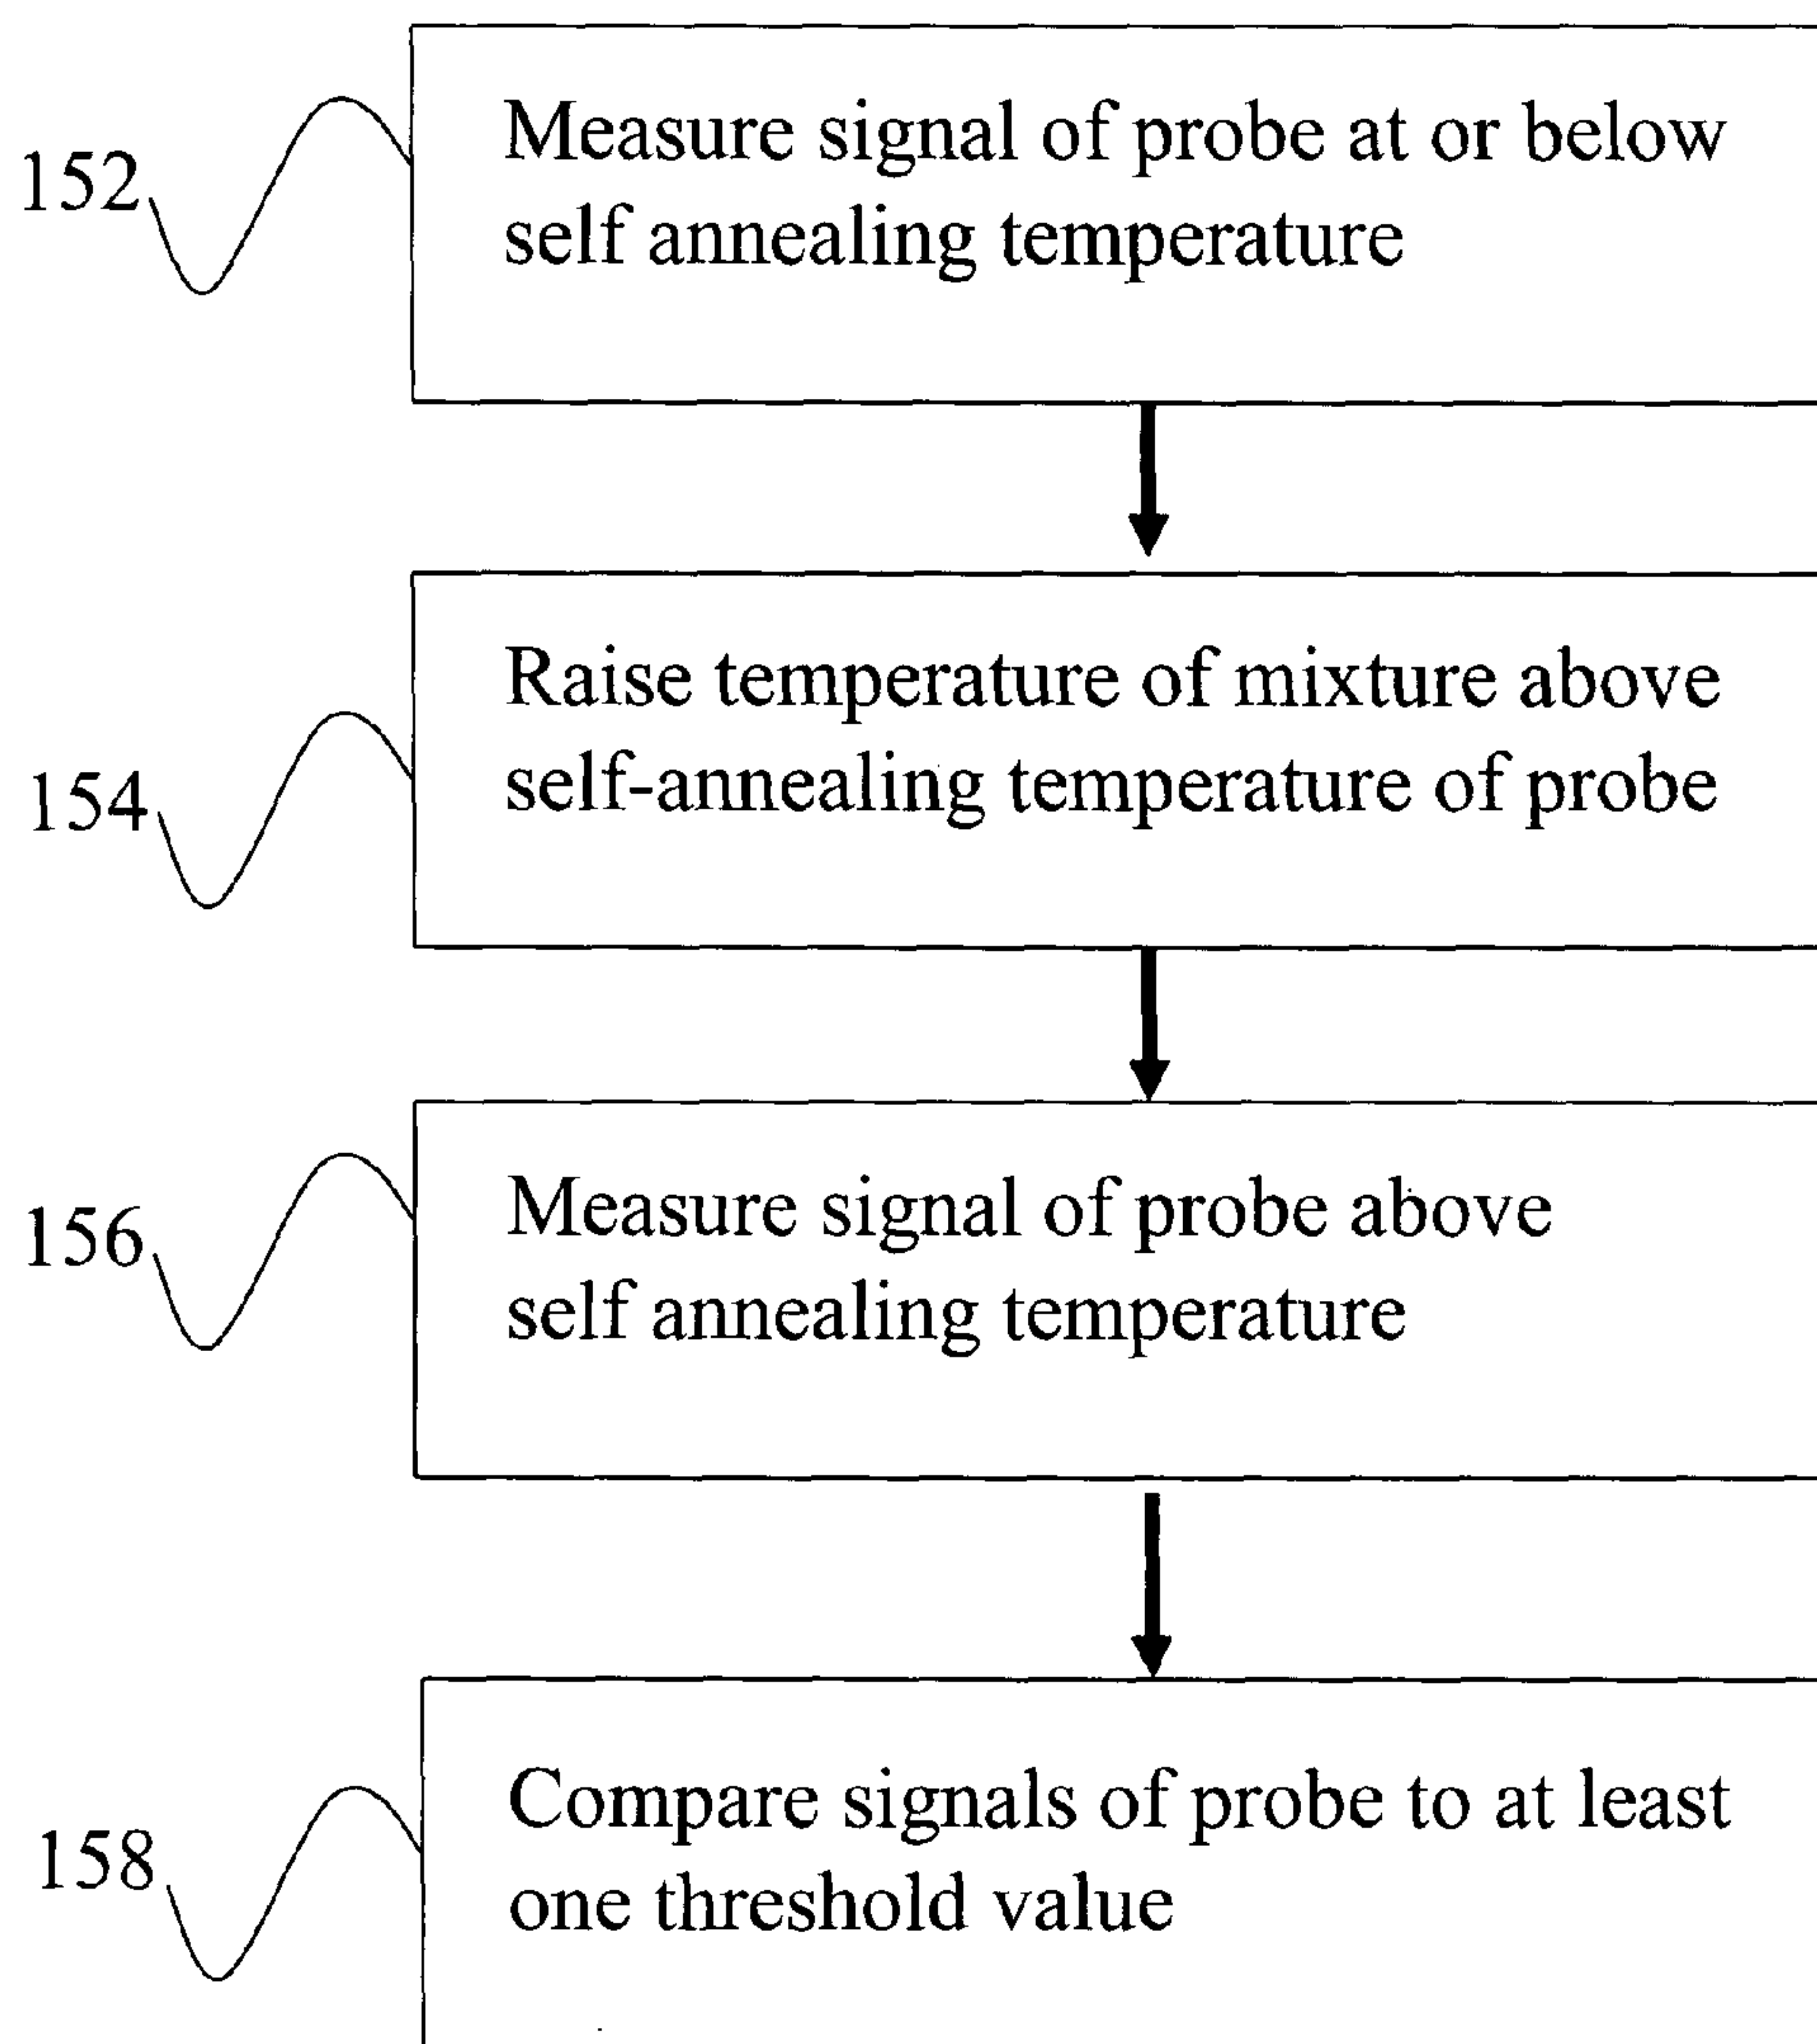 152
Measure signal of probe at or below
self annealing temperature
154
Raise temperature of mixture above
self-annealing temperature of probe
156
Measure signal of probe above
self annealing temperature
158
Compare signals of probe to at least
one threshold value